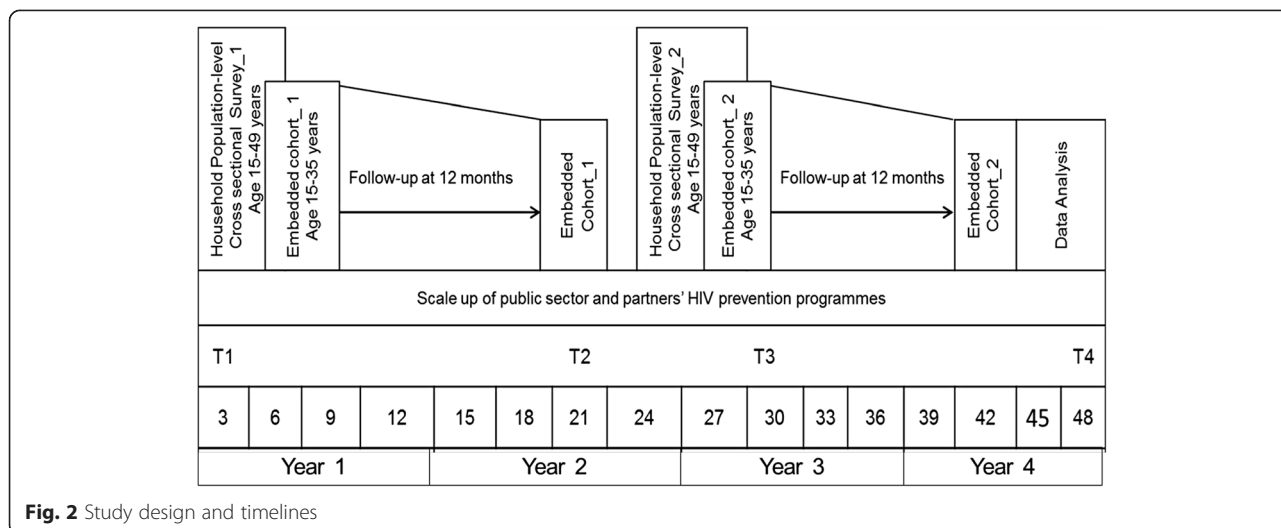 Household Population-level
Cross sectional Survey_1
Age 15-49 years
Embedded cohort_ 1
Age 15-35 years
Follow-up at 12 months
Embedded
Cohort_1
Household Population-level
Cross sectional Survey_2
Age 15-49 years
Embedded cohort_ 2
Age 15-35 years
Follow-up at 12 months
Embedded
Cohort_2
Data Analysis
Scale up of public sector and partners' HIV prevention programmes
T1 T2 T3 T4
3 6 9 12 15 18 21 24 27 30 33 36 39 42 45 48
Year 1 Year 2 Year 3 Year 4
Fig. 2 Study design and timelines